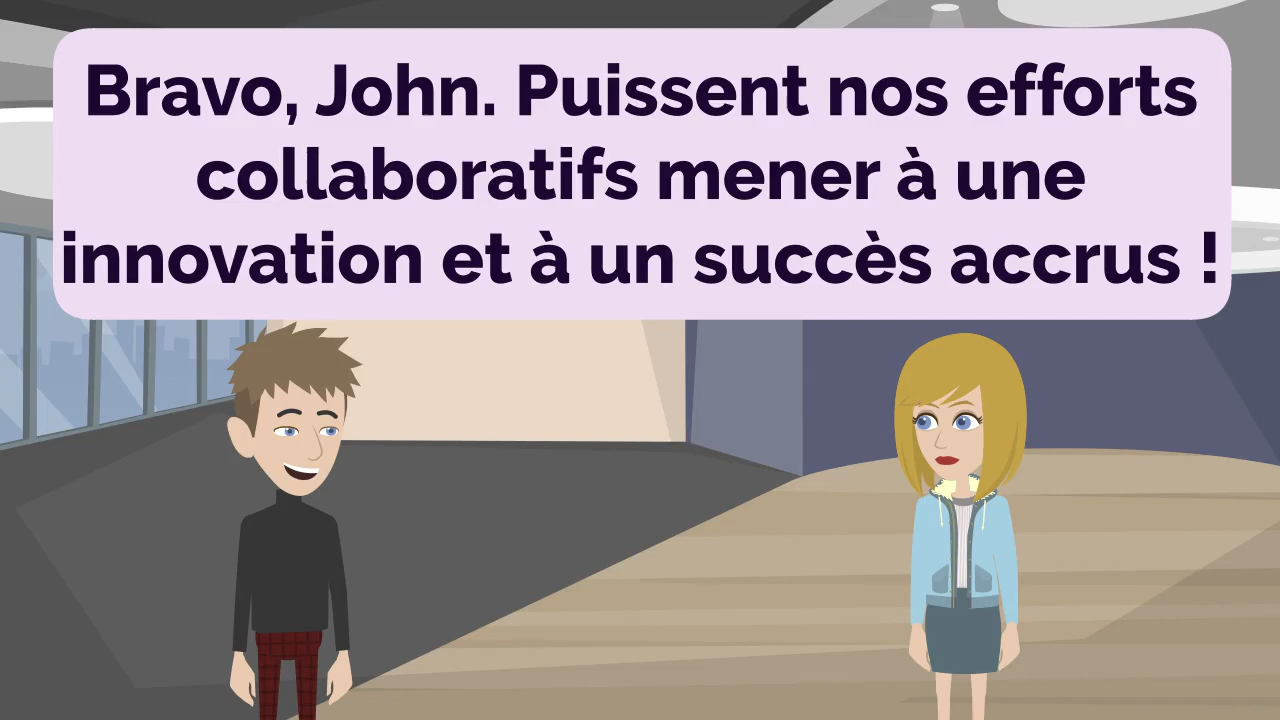 Bravo, John. Puissent nos efforts
collaboratifs mener à une
innovation et à un succès accrus !